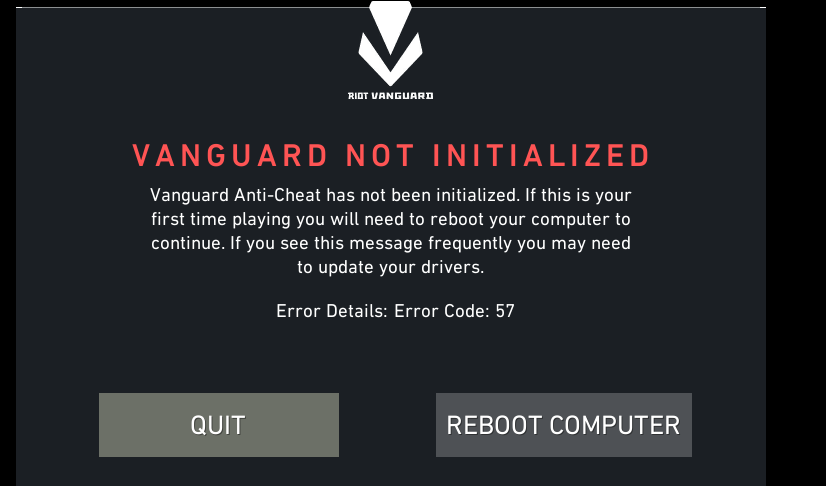 RIOT VANGUARD
VANGUARD NOT INITIALIZED
Vanguard Anti-Cheat has not been initialized. If this is your
first time playing you will need to reboot your computer to
continue. If you see this message frequently you may need
to update your drivers.
Error Details: Error Code: 57
QUIT
REBOOT COMPUTER